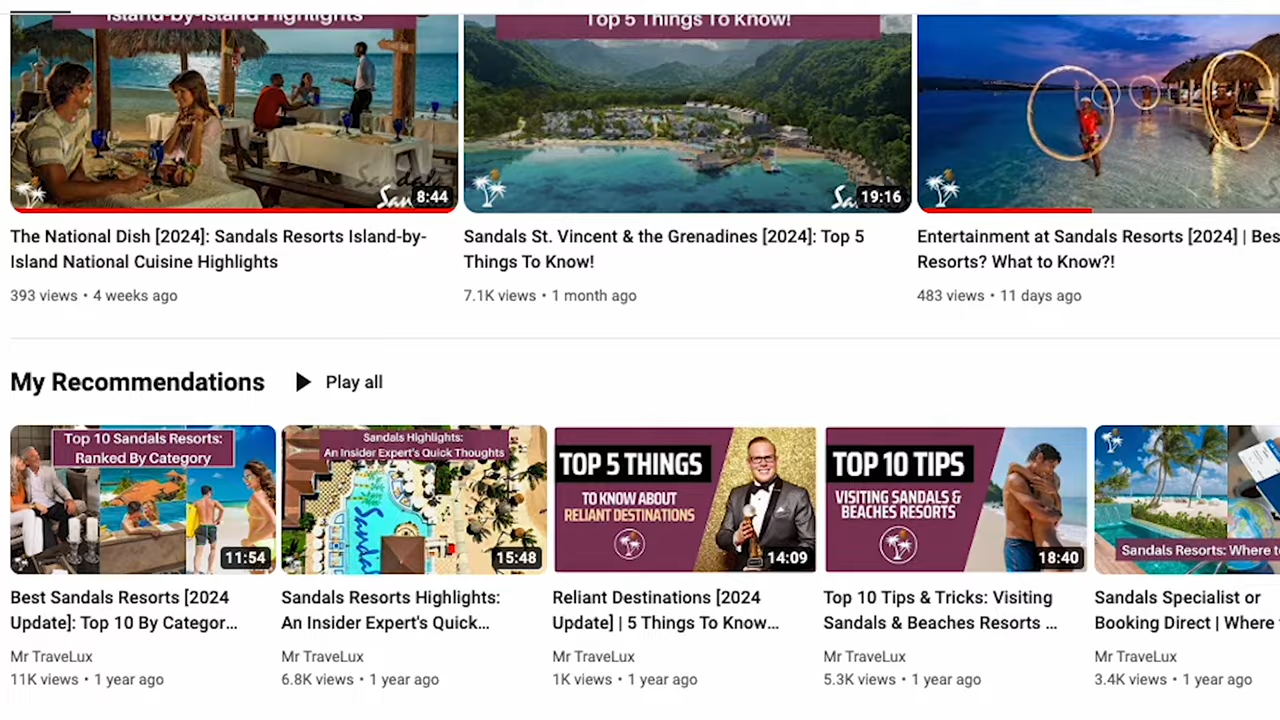 Island-by-Island Highlights
Top 5 Things To Know!
8:44
19:16
The National Dish [2024]: Sandals Resorts Island-by-
Island National Cuisine Highlights
393 views • 4 weeks ago
Sandals St. Vincent & the Grenadines [2024]: Top 5
Things To Know!
7.1K views • 1 month ago
Entertainment at Sandals Resorts [2024] | Bes
Resorts? What to Know?!
483 views • 11 days ago
My Recommendations
Play all
Top 10 Sandals Resorts:
Ranked By Category
11:54
Best Sandals Resorts [2024
Update]: Top 10 By Categor...
Mr TraveLux
11K views • 1 year ago
Sandals Highlights:
An Insider Expert's Quick Thoughts
15:48
Sandals Resorts Highlights:
An Insider Expert's Quick...
Mr TraveLux
6.8K views • 1 year ago
TOP 5 THINGS
TO KNOW ABOUT
RELIANT DESTINATIONS
14:09
Reliant Destinations [2024
Update] | 5 Things To Know...
Mr TraveLux
1K views • 1 year ago
TOP 10 TIPS
VISITING SANDALS &
BEACHES RESORTS
18:40
Top 10 Tips & Tricks: Visiting
Sandals & Beaches Resorts ...
Mr TraveLux
5.3K views • 1 year ago
Sandals Resorts: Where to
Sandals Specialist or
Booking Direct | Where
Mr TraveLux
3.4K views • 1 year ago